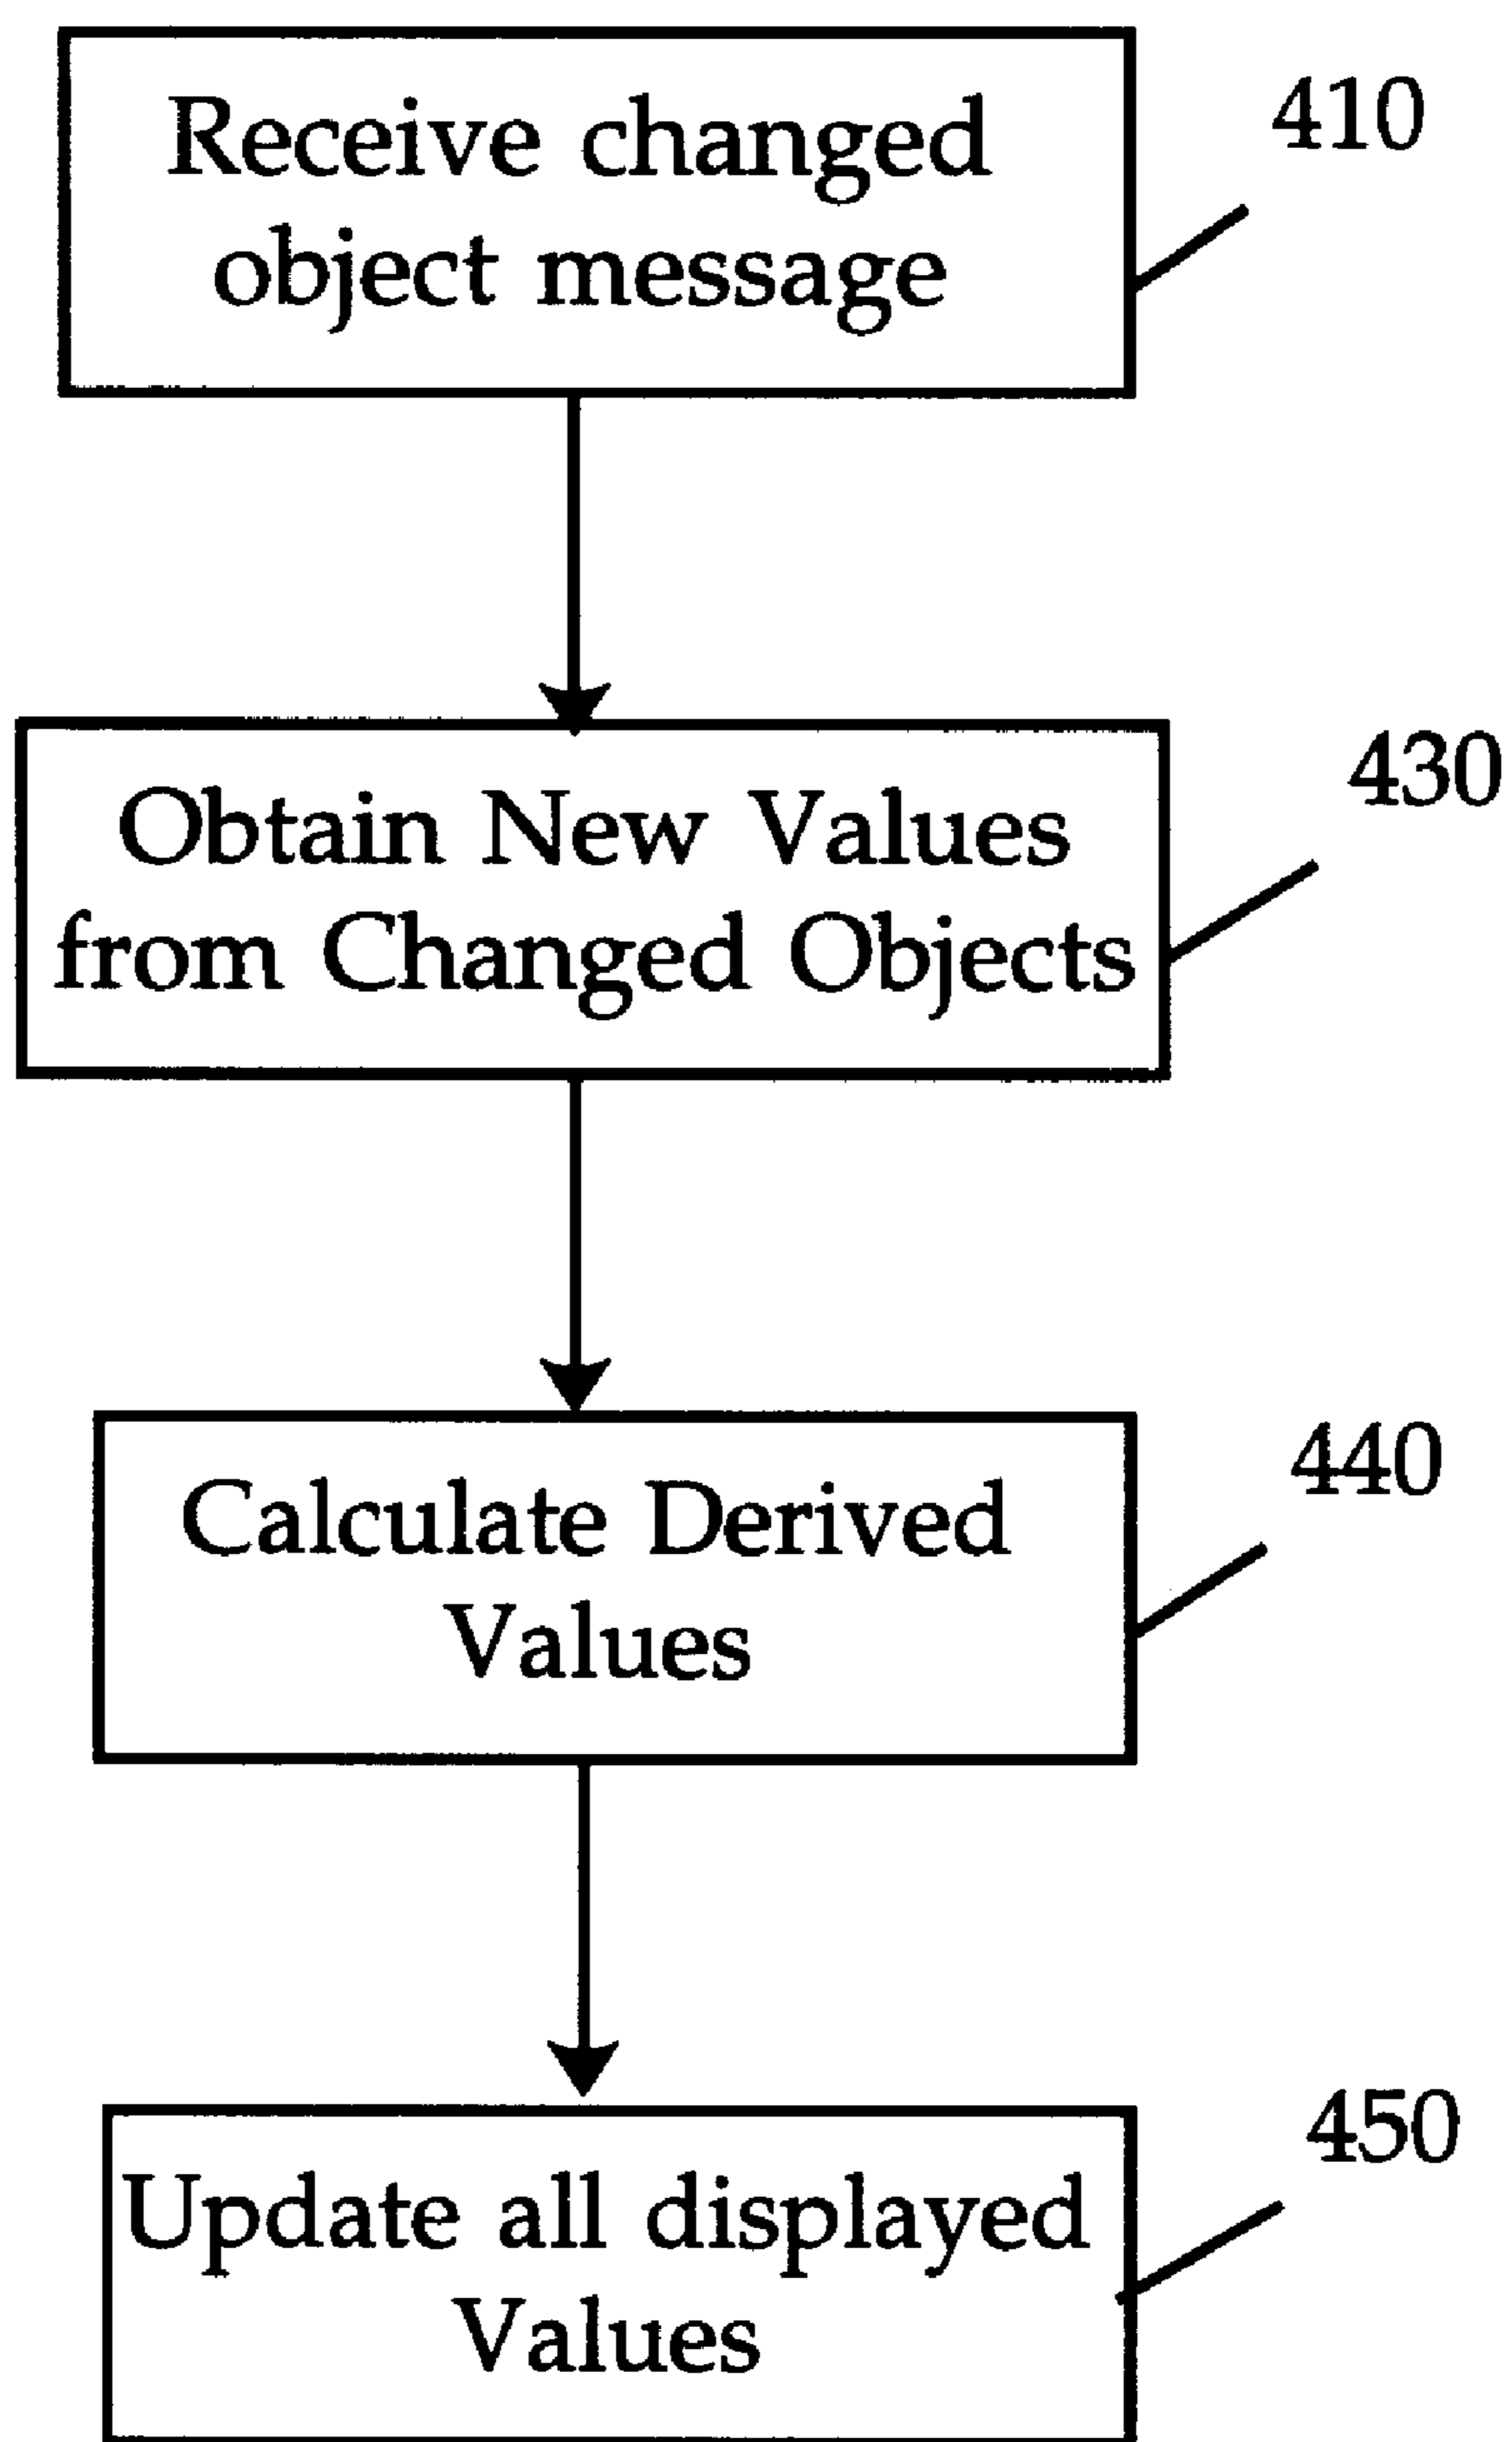 Receive changed
object message
410
Obtain New Values
from Changed Objects
430
Calculate Derived
Values
440
Update all displayed
Values
450